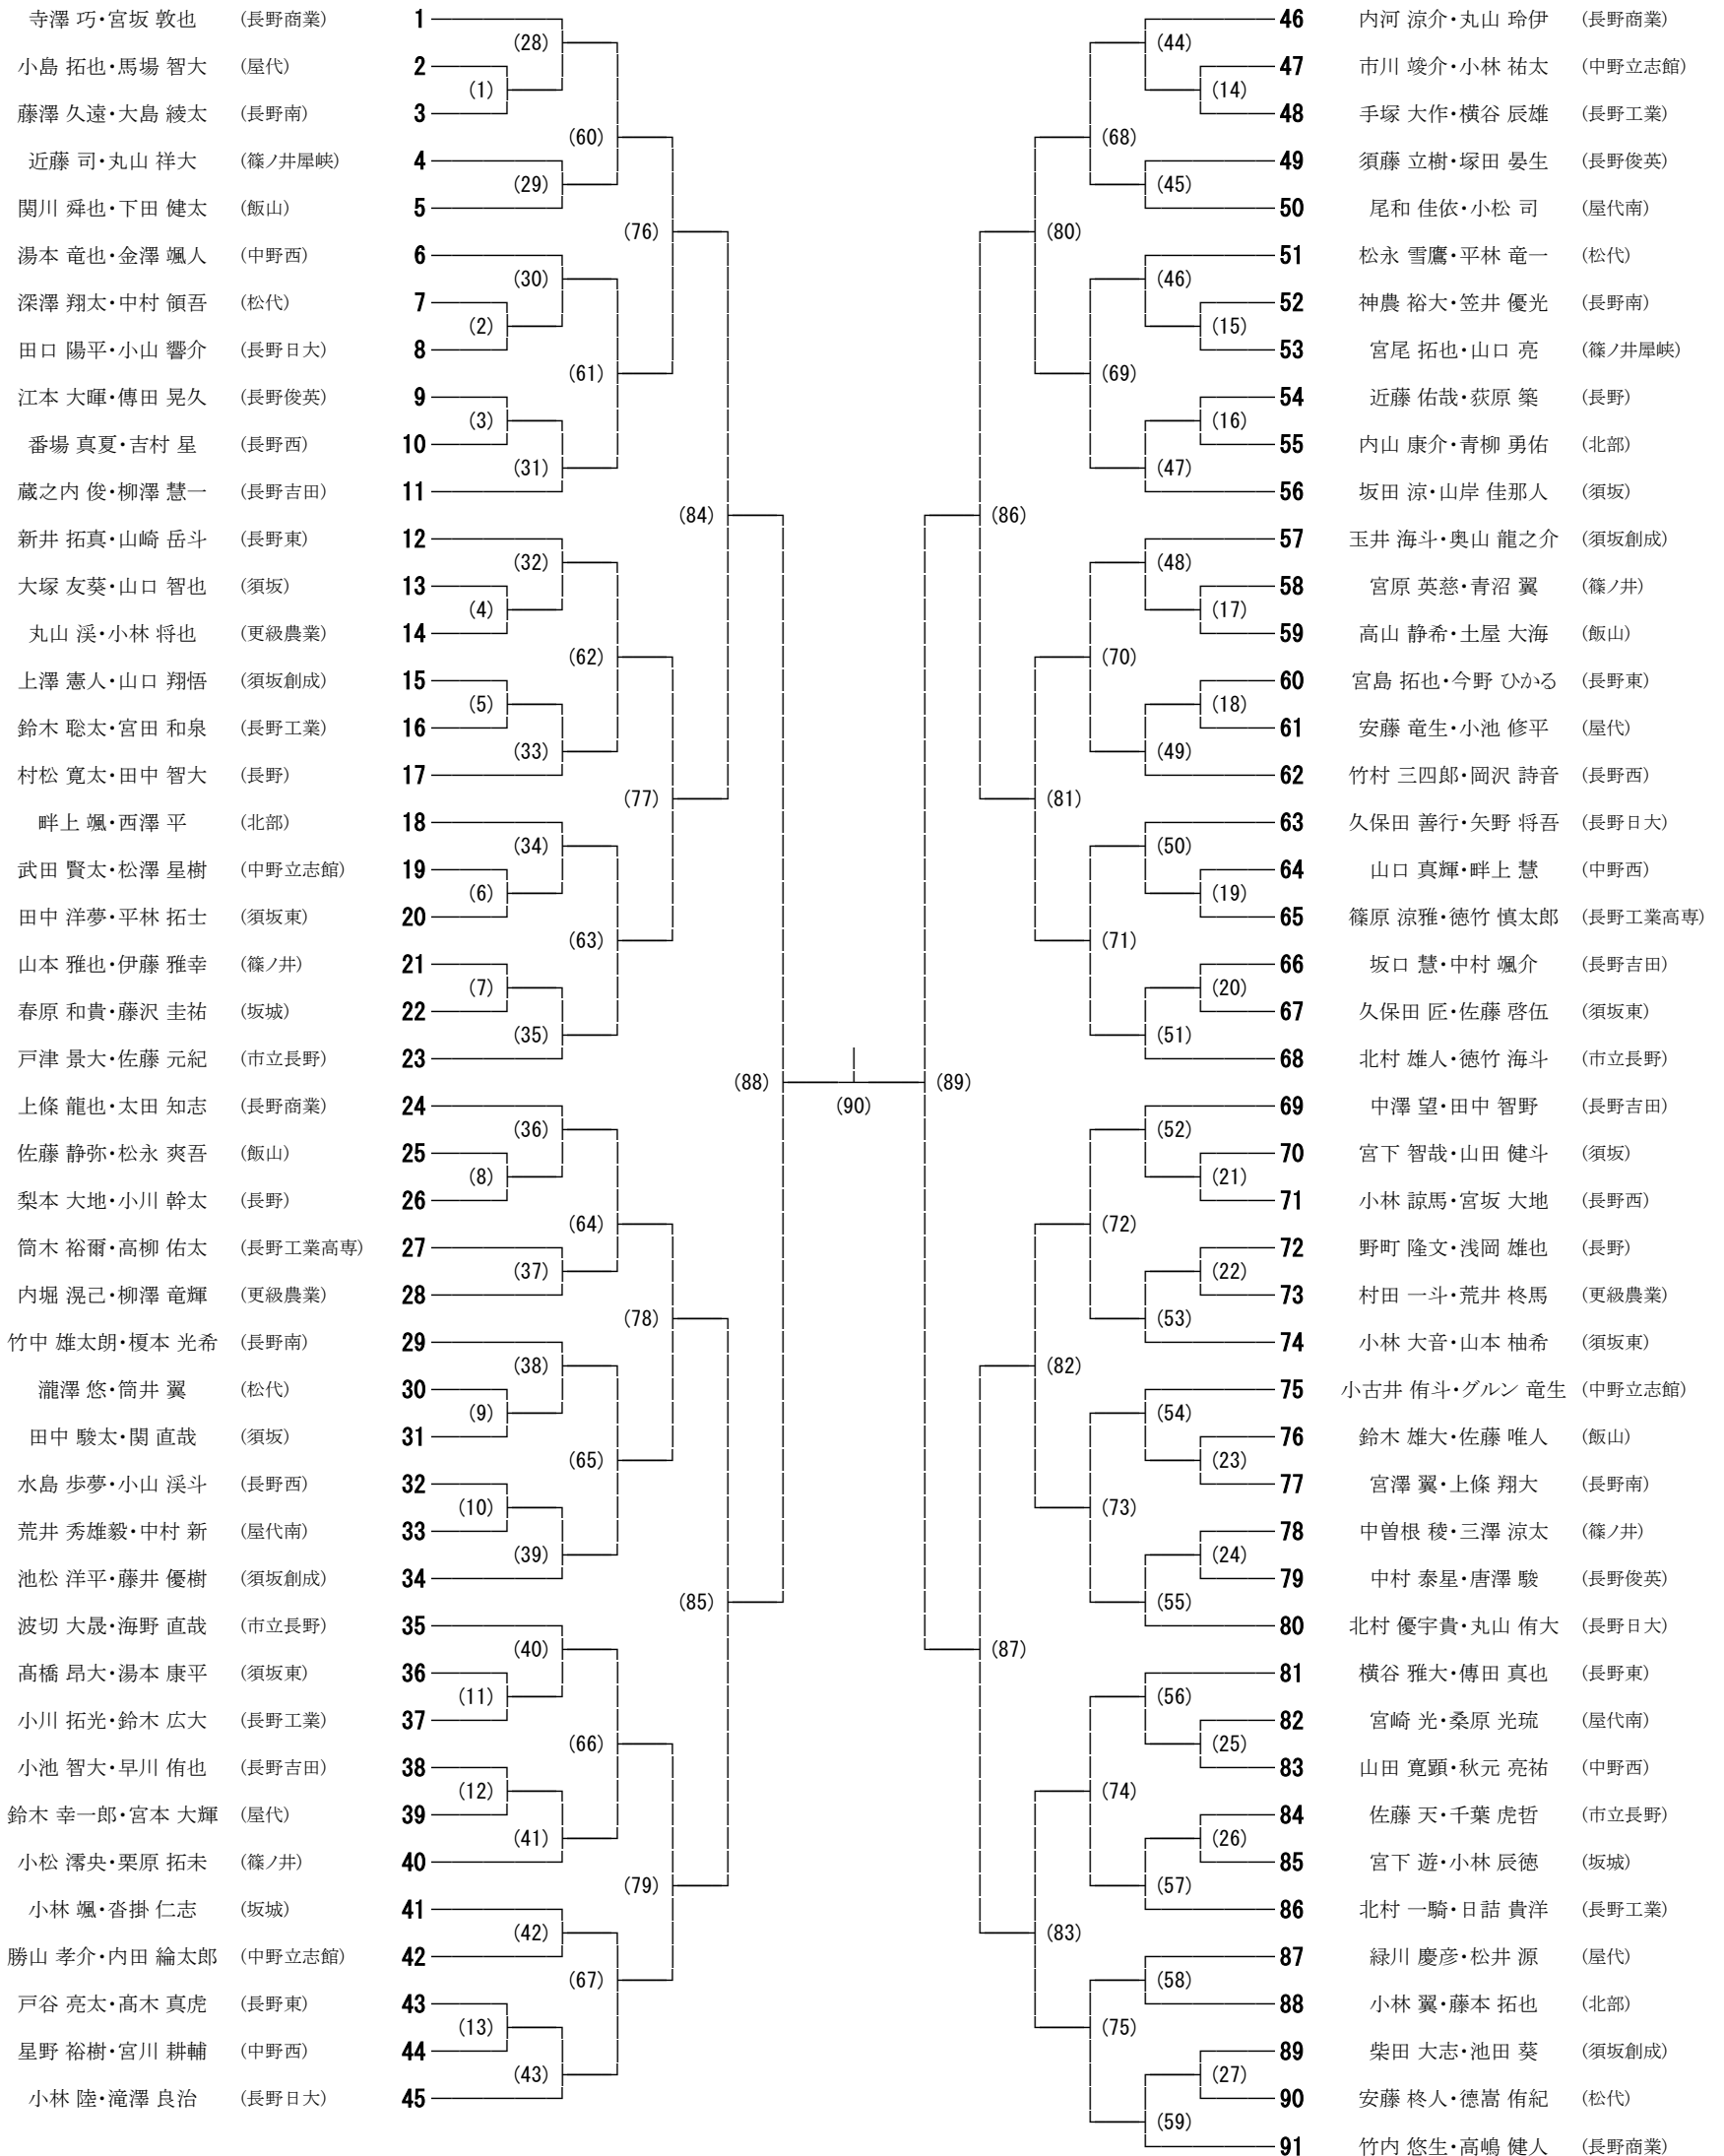 寺澤 巧・宮坂 敦也 (長野商業) 1
小島 拓也・馬場 智大 (屋代) 2
藤澤 久遠・大島 綾太 (長野南) 3
近藤 司・丸山 祥大 (篠ノ井犀峡) 4
関川 舜也・下田 健太 (飯山) 5
湯本 竜也・金澤 颯人 (中野西) 6
深澤 翔太・中村 領吾 (松代) 7
田口 陽平・小山 響介 (長野日大) 8
江本 大暉・傳田 晃久 (長野俊英) 9
番場 真夏・吉村 星 (長野西) 10
蔵之内 俊・柳澤 慧一 (長野吉田) 11
新井 拓真・山崎 岳斗 (長野東) 12
大塚 友葵・山口 智也 (須坂) 13
丸山 渓・小林 将也 (更級農業) 14
上澤 憲人・山口 翔悟 (須坂創成) 15
鈴木 聡太・宮田 和泉 (長野工業) 16
村松 寛太・田中 智大 (長野) 17
畔上 颯・西澤 平 (北部) 18
武田 賢太・松澤 星樹 (中野立志館) 19
田中 洋夢・平林 拓士 (須坂東) 20
山本 雅也・伊藤 雅幸 (篠ノ井) 21
春原 和貴・藤沢 圭祐 (坂城) 22
戸津 景大・佐藤 元紀 (市立長野) 23
上條 龍也・太田 知志 (長野商業) 24
佐藤 静弥・松永 爽吾 (飯山) 25
梨本 大地・小川 幹太 (長野) 26
筒木 裕爾・高柳 佑太 (長野工業高専) 27
内堀 滉己・柳澤 竜輝 (更級農業) 28
竹中 雄太朗・榎本 光希 (長野南) 29
瀧澤 悠・筒井 翼 (松代) 30
田中 駿太・関 直哉 (須坂) 31
水島 歩夢・小山 渓斗 (長野西) 32
荒井 秀雄毅・中村 新 (屋代南) 33
池松 洋平・藤井 優樹 (須坂創成) 34
波切 大晟・海野 直哉 (市立長野) 35
髙橋 昂大・湯本 康平 (須坂東) 36
小川 拓光・鈴木 広大 (長野工業) 37
小池 智大・早川 侑也 (長野吉田) 38
鈴木 幸一郎・宮本 大輝 (屋代) 39
小松 澪央・栗原 拓未 (篠ノ井) 40
小林 颯・沓掛 仁志 (坂城) 41
勝山 孝介・内田 綸太郎 (中野立志館) 42
戸谷 亮太・髙木 真虎 (長野東) 43
星野 裕樹・宮川 耕輔 (中野西) 44
小林 陸・滝澤 良治 (長野日大) 45
(1)
(2)
(3)
(4)
(5)
(6)
(7)
(8)
(9)
(10)
(11)
(12)
(13)
(28)
(29)
(30)
(31)
(32)
(33)
(34)
(35)
(36)
(37)
(38)
(39)
(40)
(41)
(42)
(43)
(60)
(61)
(62)
(63)
(64)
(65)
(66)
(67)
(76)
(77)
(78)
(79)
(84)
(85)
(88)
(90)
(89)
(86)
(87)
(80)
(81)
(82)
(83)
(68)
(69)
(70)
(71)
(72)
(73)
(74)
(75)
(44)
(45)
(46)
(47)
(48)
(49)
(50)
(51)
(52)
(53)
(54)
(55)
(56)
(57)
(58)
(59)
(14)
(15)
(16)
(17)
(18)
(19)
(20)
(21)
(22)
(23)
(24)
(25)
(26)
(27)
46 内河 涼介・丸山 玲伊 (長野商業)
47 市川 竣介・小林 祐太 (中野立志館)
48 手塚 大作・横谷 辰雄 (長野工業)
49 須藤 立樹・塚田 晏生 (長野俊英)
50 尾和 佳依・小松 司 (屋代南)
51 松永 雪鷹・平林 竜一 (松代)
52 神農 裕大・笠井 優光 (長野南)
53 宮尾 拓也・山口 亮 (篠ノ井犀峡)
54 近藤 佑哉・荻原 築 (長野)
55 内山 康介・青柳 勇佑 (北部)
56 坂田 涼・山岸 佳那人 (須坂)
57 玉井 海斗・奥山 龍之介 (須坂創成)
58 宮原 英慈・青沼 翼 (篠ノ井)
59 高山 静希・土屋 大海 (飯山)
60 宮島 拓也・今野 ひかる (長野東)
61 安藤 竜生・小池 修平 (屋代)
62 竹村 三四郎・岡沢 詩音 (長野西)
63 久保田 善行・矢野 将吾 (長野日大)
64 山口 真輝・畔上 慧 (中野西)
65 篠原 涼雅・徳竹 慎太郎 (長野工業高専)
66 坂口 慧・中村 颯介 (長野吉田)
67 久保田 匠・佐藤 啓伍 (須坂東)
68 北村 雄人・徳竹 海斗 (市立長野)
69 中澤 望・田中 智野 (長野吉田)
70 宮下 智哉・山田 健斗 (須坂)
71 小林 諒馬・宮坂 大地 (長野西)
72 野町 隆文・浅岡 雄也 (長野)
73 村田 一斗・荒井 柊馬 (更級農業)
74 小林 大音・山本 柚希 (須坂東)
75 小古井 侑斗・グルン 竜生 (中野立志館)
76 鈴木 雄大・佐藤 唯人 (飯山)
77 宮澤 翼・上條 翔大 (長野南)
78 中曽根 稜・三澤 涼太 (篠ノ井)
79 中村 泰星・唐澤 駿 (長野俊英)
80 北村 優宇貴・丸山 侑大 (長野日大)
81 横谷 雅大・傳田 真也 (長野東)
82 宮崎 光・桑原 光琉 (屋代南)
83 山田 寛顕・秋元 亮祐 (中野西)
84 佐藤 天・千葉 虎哲 (市立長野)
85 宮下 遊・小林 辰徳 (坂城)
86 北村 一騎・日詰 貴洋 (長野工業)
87 緑川 慶彦・松井 源 (屋代)
88 小林 翼・藤本 拓也 (北部)
89 柴田 大志・池田 葵 (須坂創成)
90 安藤 柊人・徳嵩 侑紀 (松代)
91 竹内 悠生・高嶋 健人 (長野商業)